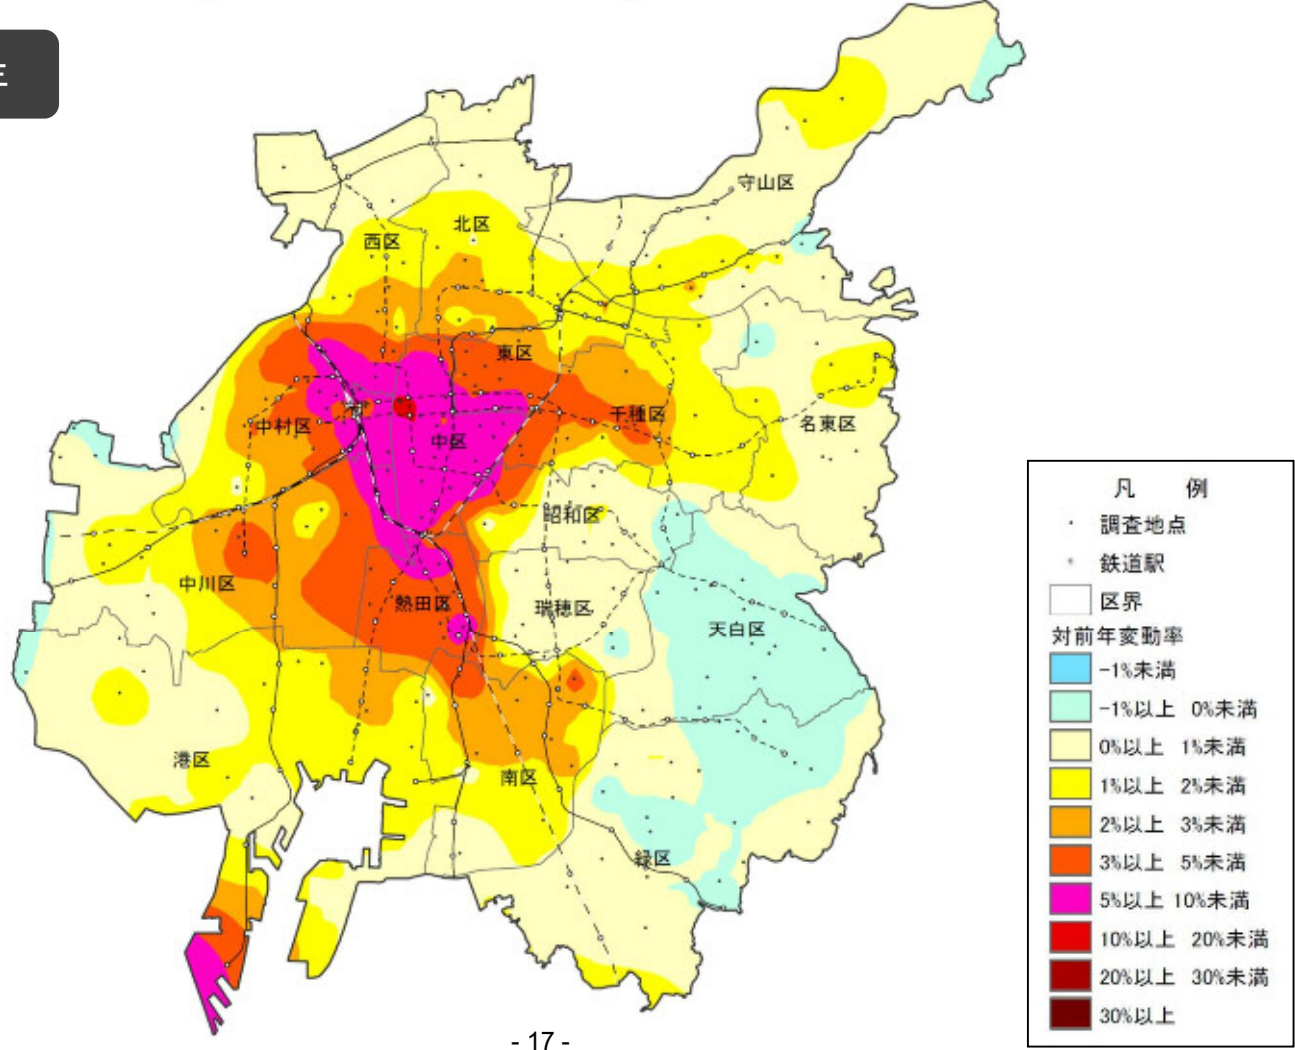 北区
西区
守山区
東区
千種区
名東区
中村区
中区
昭和区
中川区
熱田区
瑞穂区
天白区
港区
南区
緑区
凡 例
調査地点
鉄道駅
区界
対前年変動率
-1%未満
-1%以上 0%未満
0%以上 1%未満
1%以上 2%未満
2%以上 3%未満
3%以上 5%未満
5%以上 10%未満
10%以上 20%未満
20%以上 30%未満
30%以上
- 17 -